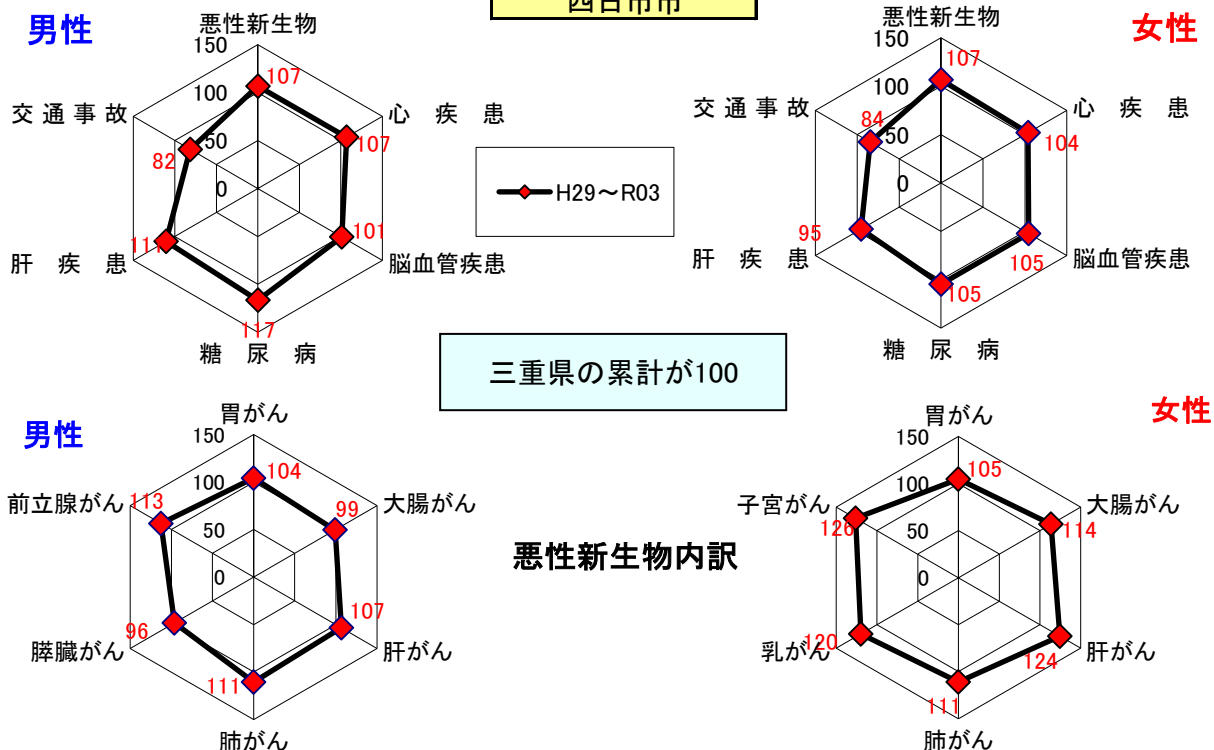 四日市市
男性
悪性新生物
150
100
50
0
107
心疾患
107
脳血管疾患
101
糖尿病
117
肝疾患
交通事故
82
H29～R03
女性
悪性新生物
150
100
50
0
107
心疾患
104
脳血管疾患
105
糖尿病
105
肝疾患
95
交通事故
84
三重県の累計が100
男性
胃がん
150
100
50
0
104
大腸がん
99
肝がん
107
肺がん
111
膵臓がん
96
前立腺がん
113
悪性新生物内訳
女性
胃がん
150
100
50
0
105
大腸がん
114
肝がん
124
肺がん
111
乳がん
120
子宮がん
126